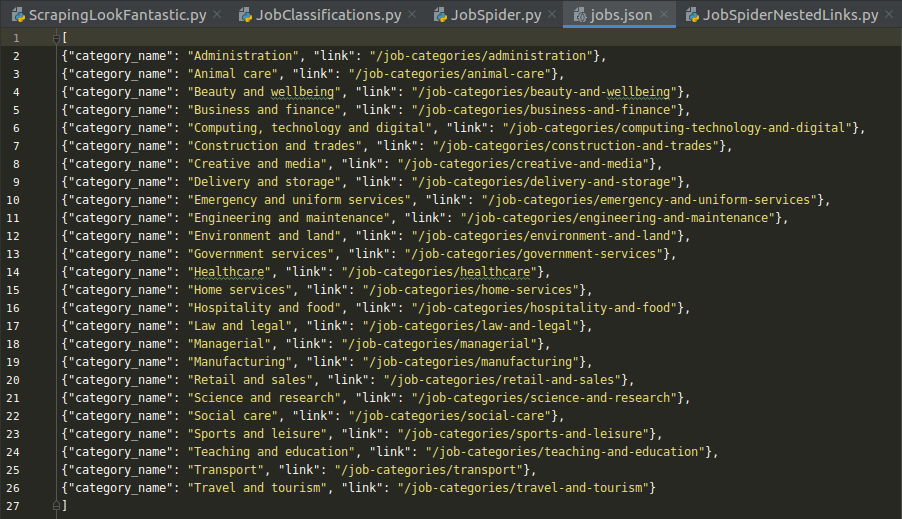 ScrapingLookFantastic.py JobClassifications.py JobSpider.py jobs.json JobSpiderNestedLinks.py
1 [
2 {"category_name": "Administration", "link": "/job-categories/administration"},
3 {"category_name": "Animal care", "link": "/job-categories/animal-care"},
4 {"category_name": "Beauty and wellbeing", "link": "/job-categories/beauty-and-wellbeing"},
5 {"category_name": "Business and finance", "link": "/job-categories/business-and-finance"},
6 {"category_name": "Computing, technology and digital", "link": "/job-categories/computing-technology-and-digital"},
7 {"category_name": "Construction and trades", "link": "/job-categories/construction-and-trades"},
8 {"category_name": "Creative and media", "link": "/job-categories/creative-and-media"},
9 {"category_name": "Delivery and storage", "link": "/job-categories/delivery-and-storage"},
10 {"category_name": "Emergency and uniform services", "link": "/job-categories/emergency-and-uniform-services"},
11 {"category_name": "Engineering and maintenance", "link": "/job-categories/engineering-and-maintenance"},
12 {"category_name": "Environment and land", "link": "/job-categories/environment-and-land"},
13 {"category_name": "Government services", "link": "/job-categories/government-services"},
14 {"category_name": "Healthcare", "link": "/job-categories/healthcare"},
15 {"category_name": "Home services", "link": "/job-categories/home-services"},
16 {"category_name": "Hospitality and food", "link": "/job-categories/hospitality-and-food"},
17 {"category_name": "Law and legal", "link": "/job-categories/law-and-legal"},
18 {"category_name": "Managerial", "link": "/job-categories/managerial"},
19 {"category_name": "Manufacturing", "link": "/job-categories/manufacturing"},
20 {"category_name": "Retail and sales", "link": "/job-categories/retail-and-sales"},
21 {"category_name": "Science and research", "link": "/job-categories/science-and-research"},
22 {"category_name": "Social care", "link": "/job-categories/social-care"},
23 {"category_name": "Sports and leisure", "link": "/job-categories/sports-and-leisure"},
24 {"category_name": "Teaching and education", "link": "/job-categories/teaching-and-education"},
25 {"category_name": "Transport", "link": "/job-categories/transport"},
26 {"category_name": "Travel and tourism", "link": "/job-categories/travel-and-tourism"}
27 ]